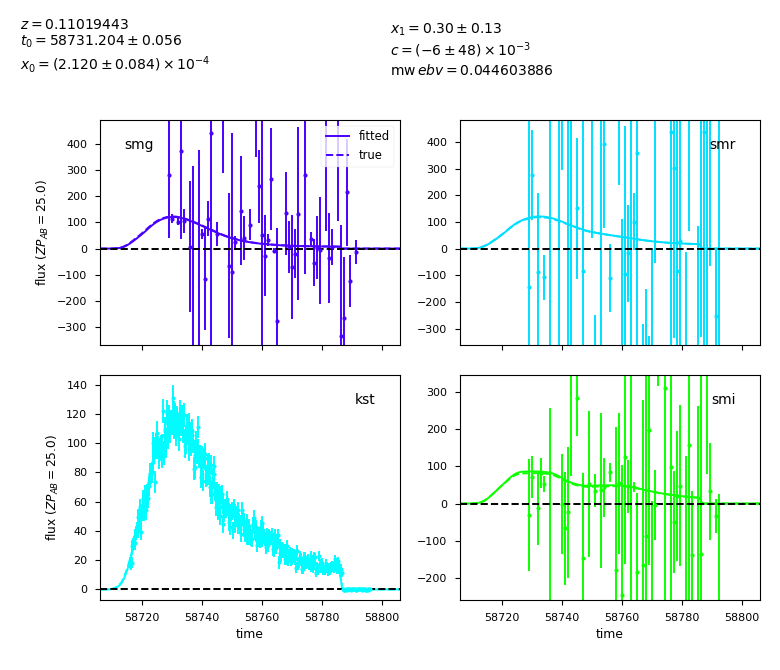 z = 0.11019443
t₀ = 58731.204 ± 0.056
x₀ = (2.120 ± 0.084) × 10⁻⁴
x₁ = 0.30 ± 0.13
c = (−6 ± 48) × 10⁻³
mw ebv = 0.044603886
smg
fitted
true
400
300
200
100
0
−100
−200
−300
flux (ZP_AB = 25.0)
smr
400
300
200
100
0
−100
−200
−300
kst
140
120
100
80
60
40
20
0
flux (ZP_AB = 25.0)
58720 58740 58760 58780 58800
time
smi
300
200
100
0
−100
−200
58720 58740 58760 58780 58800
time